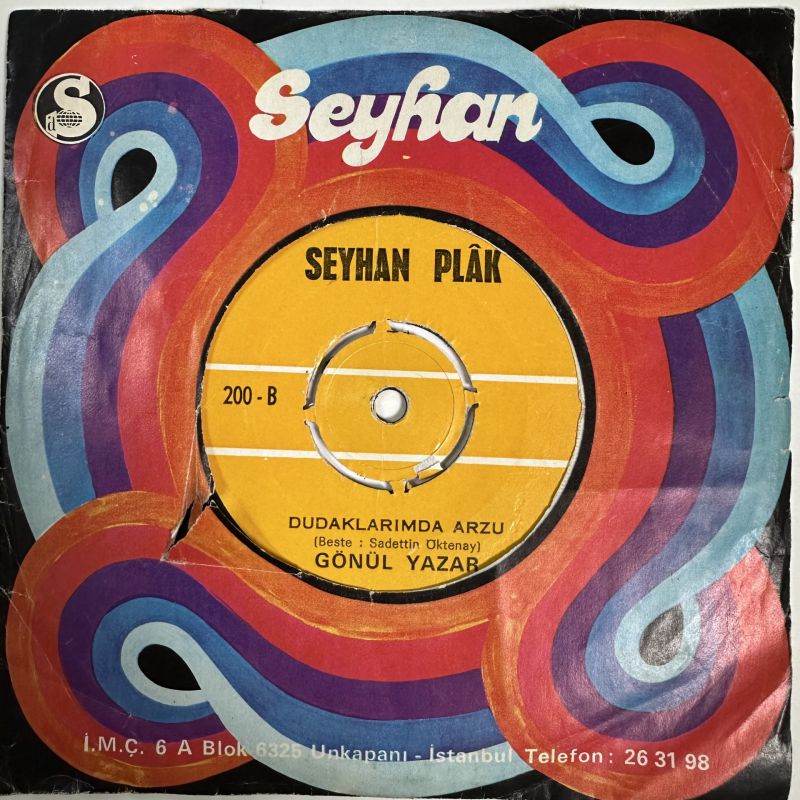 S
a
Seyhan
SEYHAN PLÂK
200 - B
DUDAKLARIMDA ARZU
(Beste : Sadettin Öktenay)
GÖNÜL YAZAR
İ.M.Ç. 6 A Blok 6325 Unkapanı - İstanbul Telefon : 26 31 98